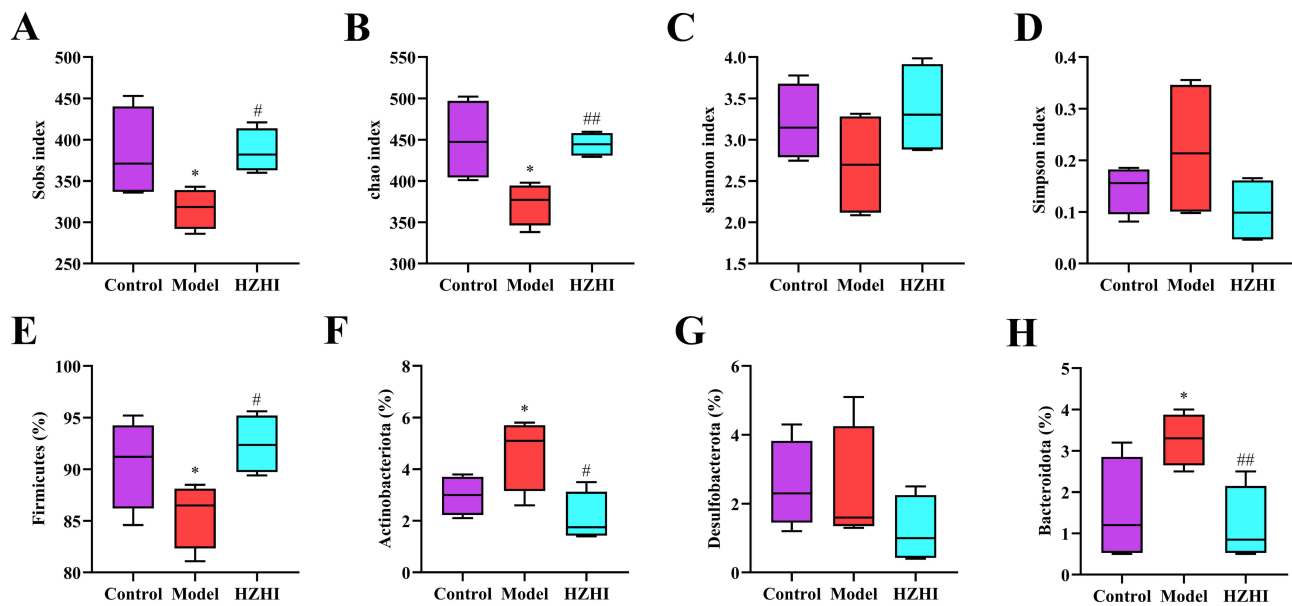 A
Sobs index
500
450
400
350
300
250
#
*
Control Model HZHI
B
chao index
550
500
450
400
350
300
##
*
Control Model HZHI
C
shannon index
4.0
3.5
3.0
2.5
2.0
1.5
Control Model HZHI
D
Simpson index
0.4
0.3
0.2
0.1
0.0
Control Model HZHI
E
Firmicutes (%)
100
95
90
85
80
#
*
Control Model HZHI
F
Actinobacteriota (%)
8
6
4
2
0
*
#
Control Model HZHI
G
Desulfobacterota (%)
6
4
2
0
Control Model HZHI
H
Bacteroidota (%)
5
4
3
2
1
0
*
##
Control Model HZHI